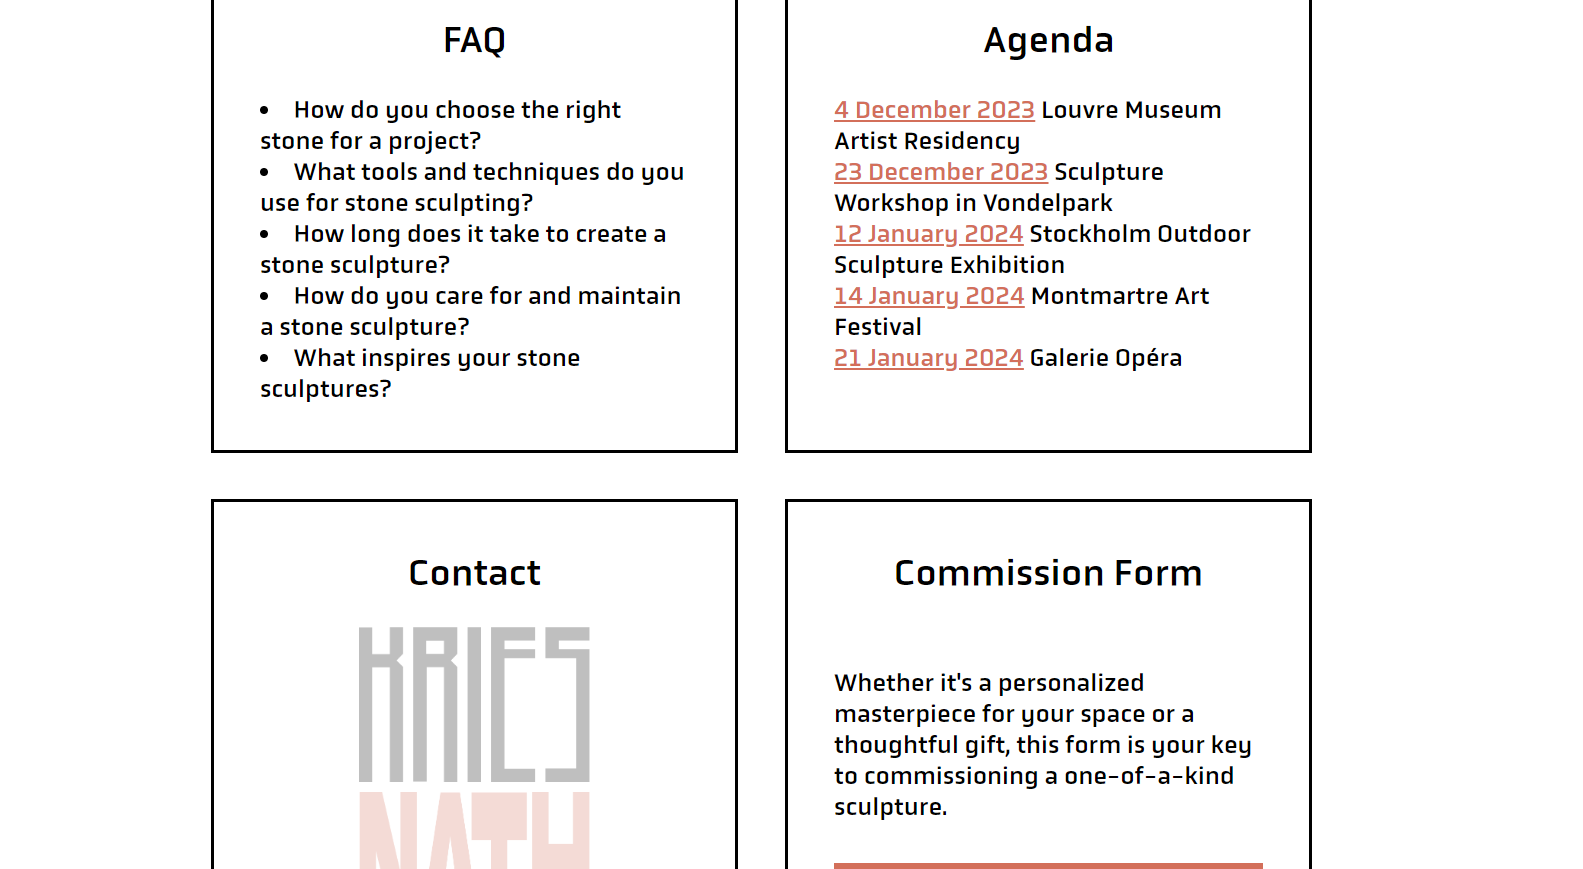 FAQ
• How do you choose the right
stone for a project?
• What tools and techniques do you
use for stone sculpting?
• How long does it take to create a
stone sculpture?
• How do you care for and maintain
a stone sculpture?
• What inspires your stone
sculptures?
Agenda
4 December 2023 Louvre Museum
Artist Residency
23 December 2023 Sculpture
Workshop in Vondelpark
12 January 2024 Stockholm Outdoor
Sculpture Exhibition
14 January 2024 Montmartre Art
Festival
21 January 2024 Galerie Opéra
Contact
KRIES
Commission Form
Whether it's a personalized
masterpiece for your space or a
thoughtful gift, this form is your key
to commissioning a one-of-a-kind
sculpture.